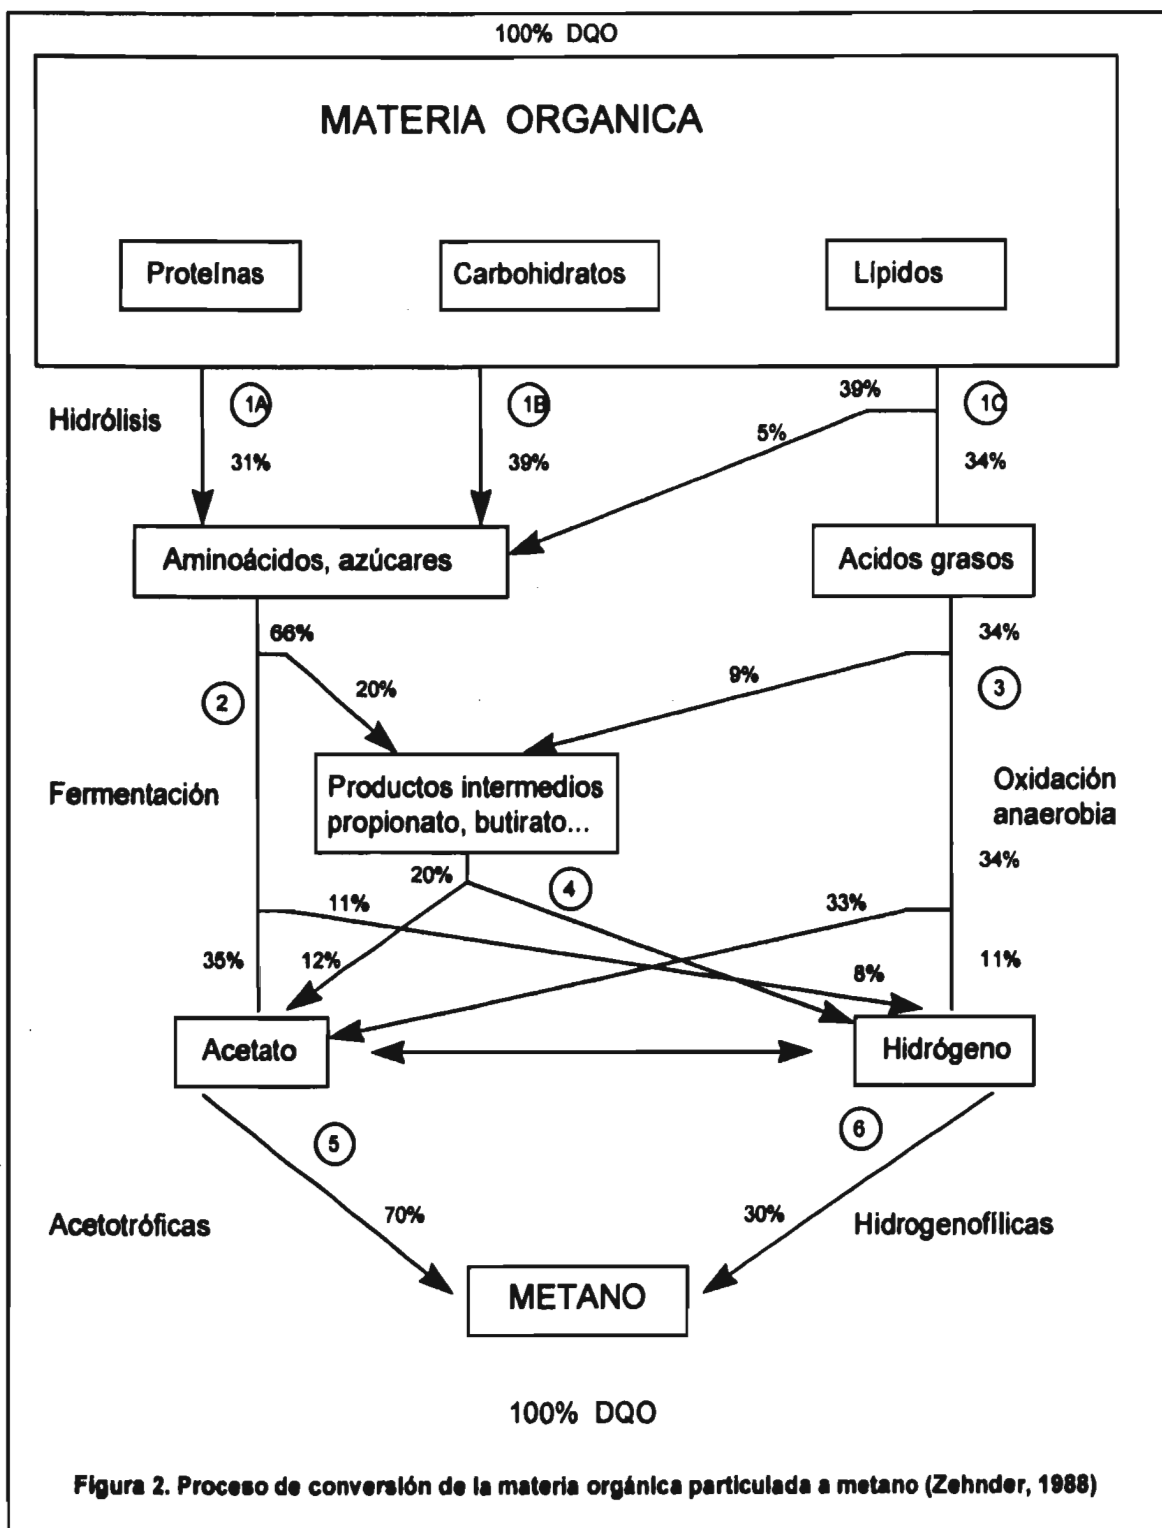 100% DQO
MATERIA ORGANICA
Proteínas
Carbohidratos
Lípidos
Hidrólisis
1A
1B
39%
1C
31%
39%
5%
34%
Aminoácidos, azúcares
Acidos grasos
66%
34%
2
20%
9%
3
Fermentación
Productos intermedios
propionato, butirato...
Oxidación
anaerobia
20%
4
34%
11%
33%
35%
12%
8%
11%
Acetato
Hidrógeno
5
6
Acetotróficas
70%
30%
Hidrogenofílicas
METANO
100% DQO
Figura 2. Proceso de conversión de la materia orgánica particulada a metano (Zehnder, 1988)